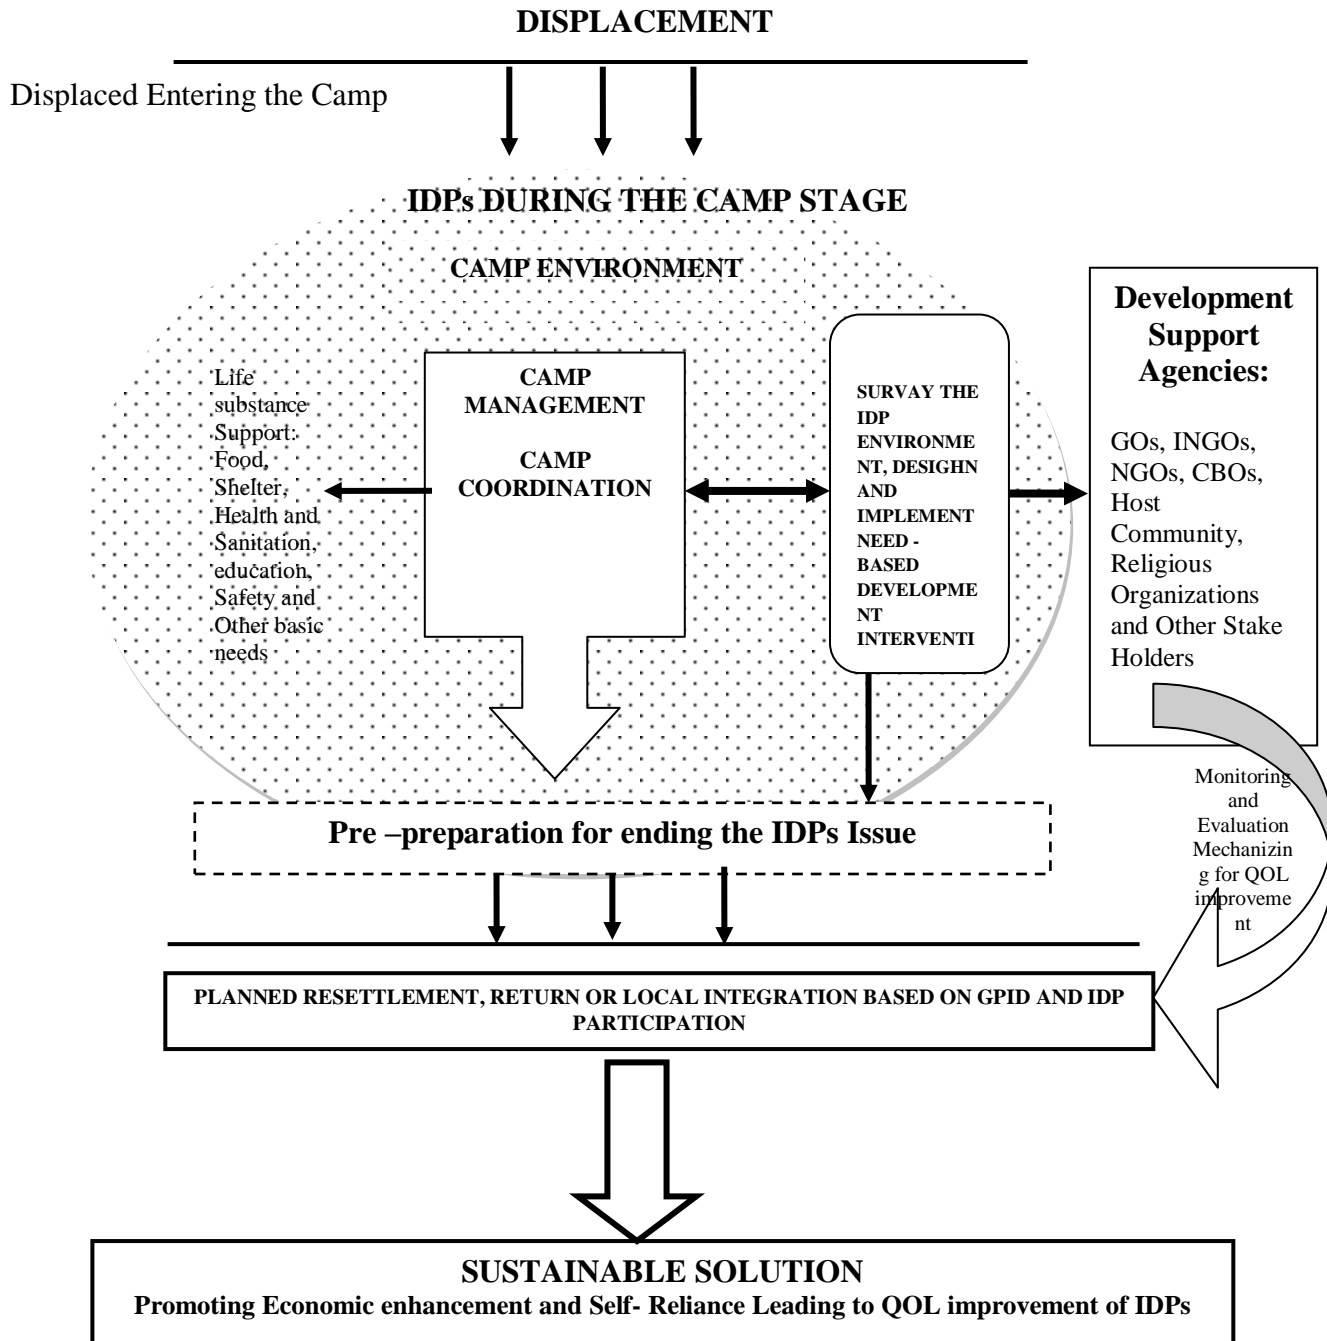 DISPLACEMENT
Displaced Entering the Camp
IDPs DURING THE CAMP STAGE
CAMP ENVIRONMENT
Life
substance
Support:
Food,
Shelter,
Health and
Sanitation,
education,
Safety and
Other basic
needs
CAMP
MANAGEMENT
CAMP
COORDINATION
SURVAY THE
IDP
ENVIRONME
NT, DESIGHN
AND
IMPLEMENT
NEED -
BASED
DEVELOPME
NT
INTERVENTI
Development
Support
Agencies:
GOs, INGOs,
NGOs, CBOs,
Host
Community,
Religious
Organizations
and Other Stake
Holders
Monitoring
and
Evaluation
Mechanizin
g for QOL
improveme
nt
Pre –preparation for ending the IDPs Issue
PLANNED RESETTLEMENT, RETURN OR LOCAL INTEGRATION BASED ON GPID AND IDP
PARTICIPATION
SUSTAINABLE SOLUTION
Promoting Economic enhancement and Self- Reliance Leading to QOL improvement of IDPs